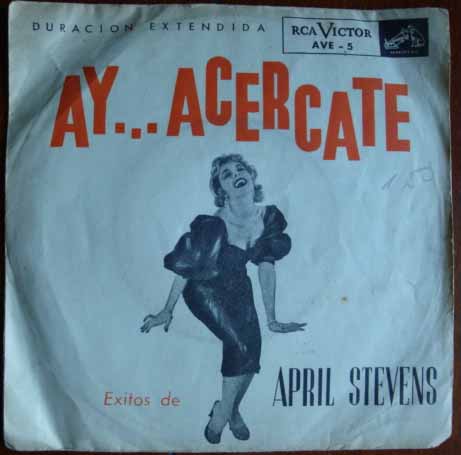 DURACION EXTENDIDA
RCA VICTOR
AVE - 5
AY... ACERCATE
Exitos de
APRIL STEVENS